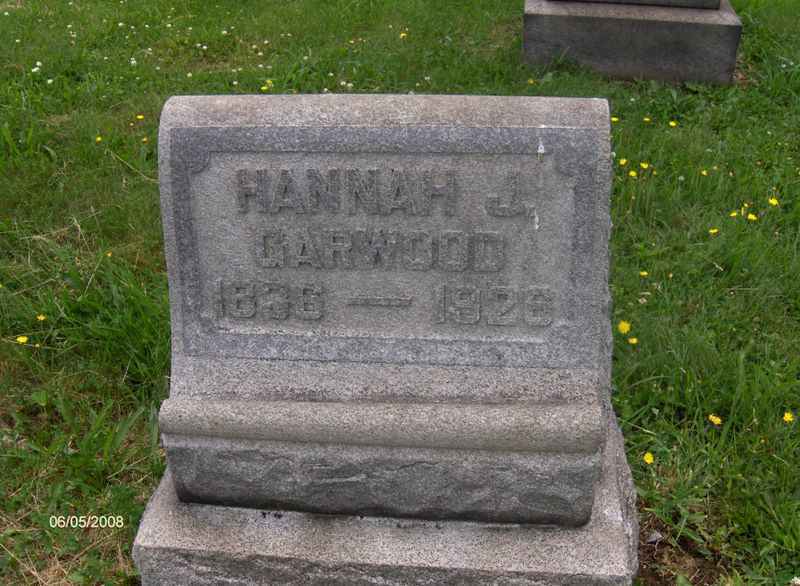 HANNAH J.
GARWOOD
1836 — 1926
06/05/2008